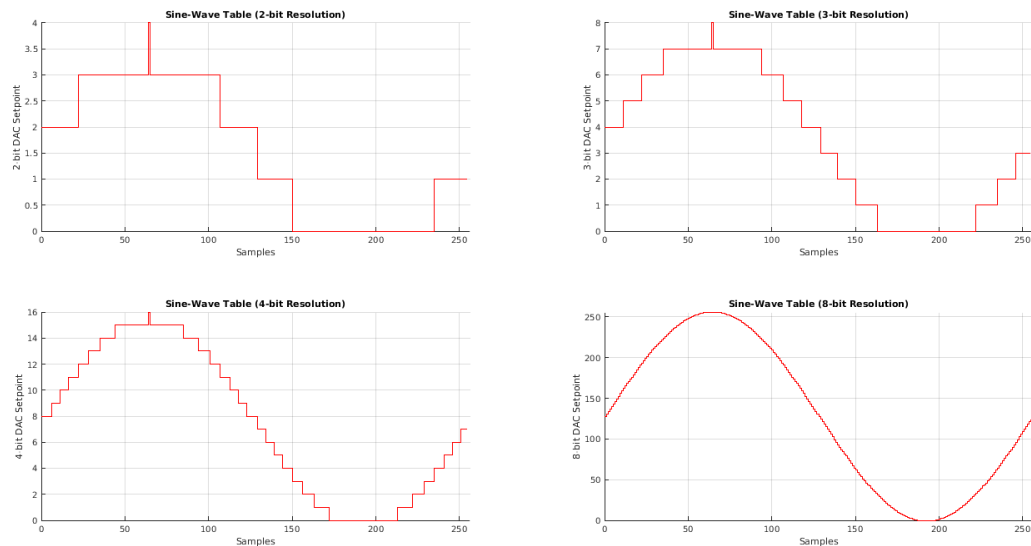 Sine-Wave Table (2-bit Resolution)
4
3.5
3
2.5
2
1.5
1
0.5
0
2-bit DAC Setpoint
0 50 100 150 200 250
Samples
Sine-Wave Table (3-bit Resolution)
8
7
6
5
4
3
2
1
0
3-bit DAC Setpoint
0 50 100 150 200 250
Samples
Sine-Wave Table (4-bit Resolution)
16
14
12
10
8
6
4
2
0
4-bit DAC Setpoint
0 50 100 150 200 250
Samples
Sine-Wave Table (8-bit Resolution)
250
200
150
100
50
0
8-bit DAC Setpoint
0 50 100 150 200 250
Samples